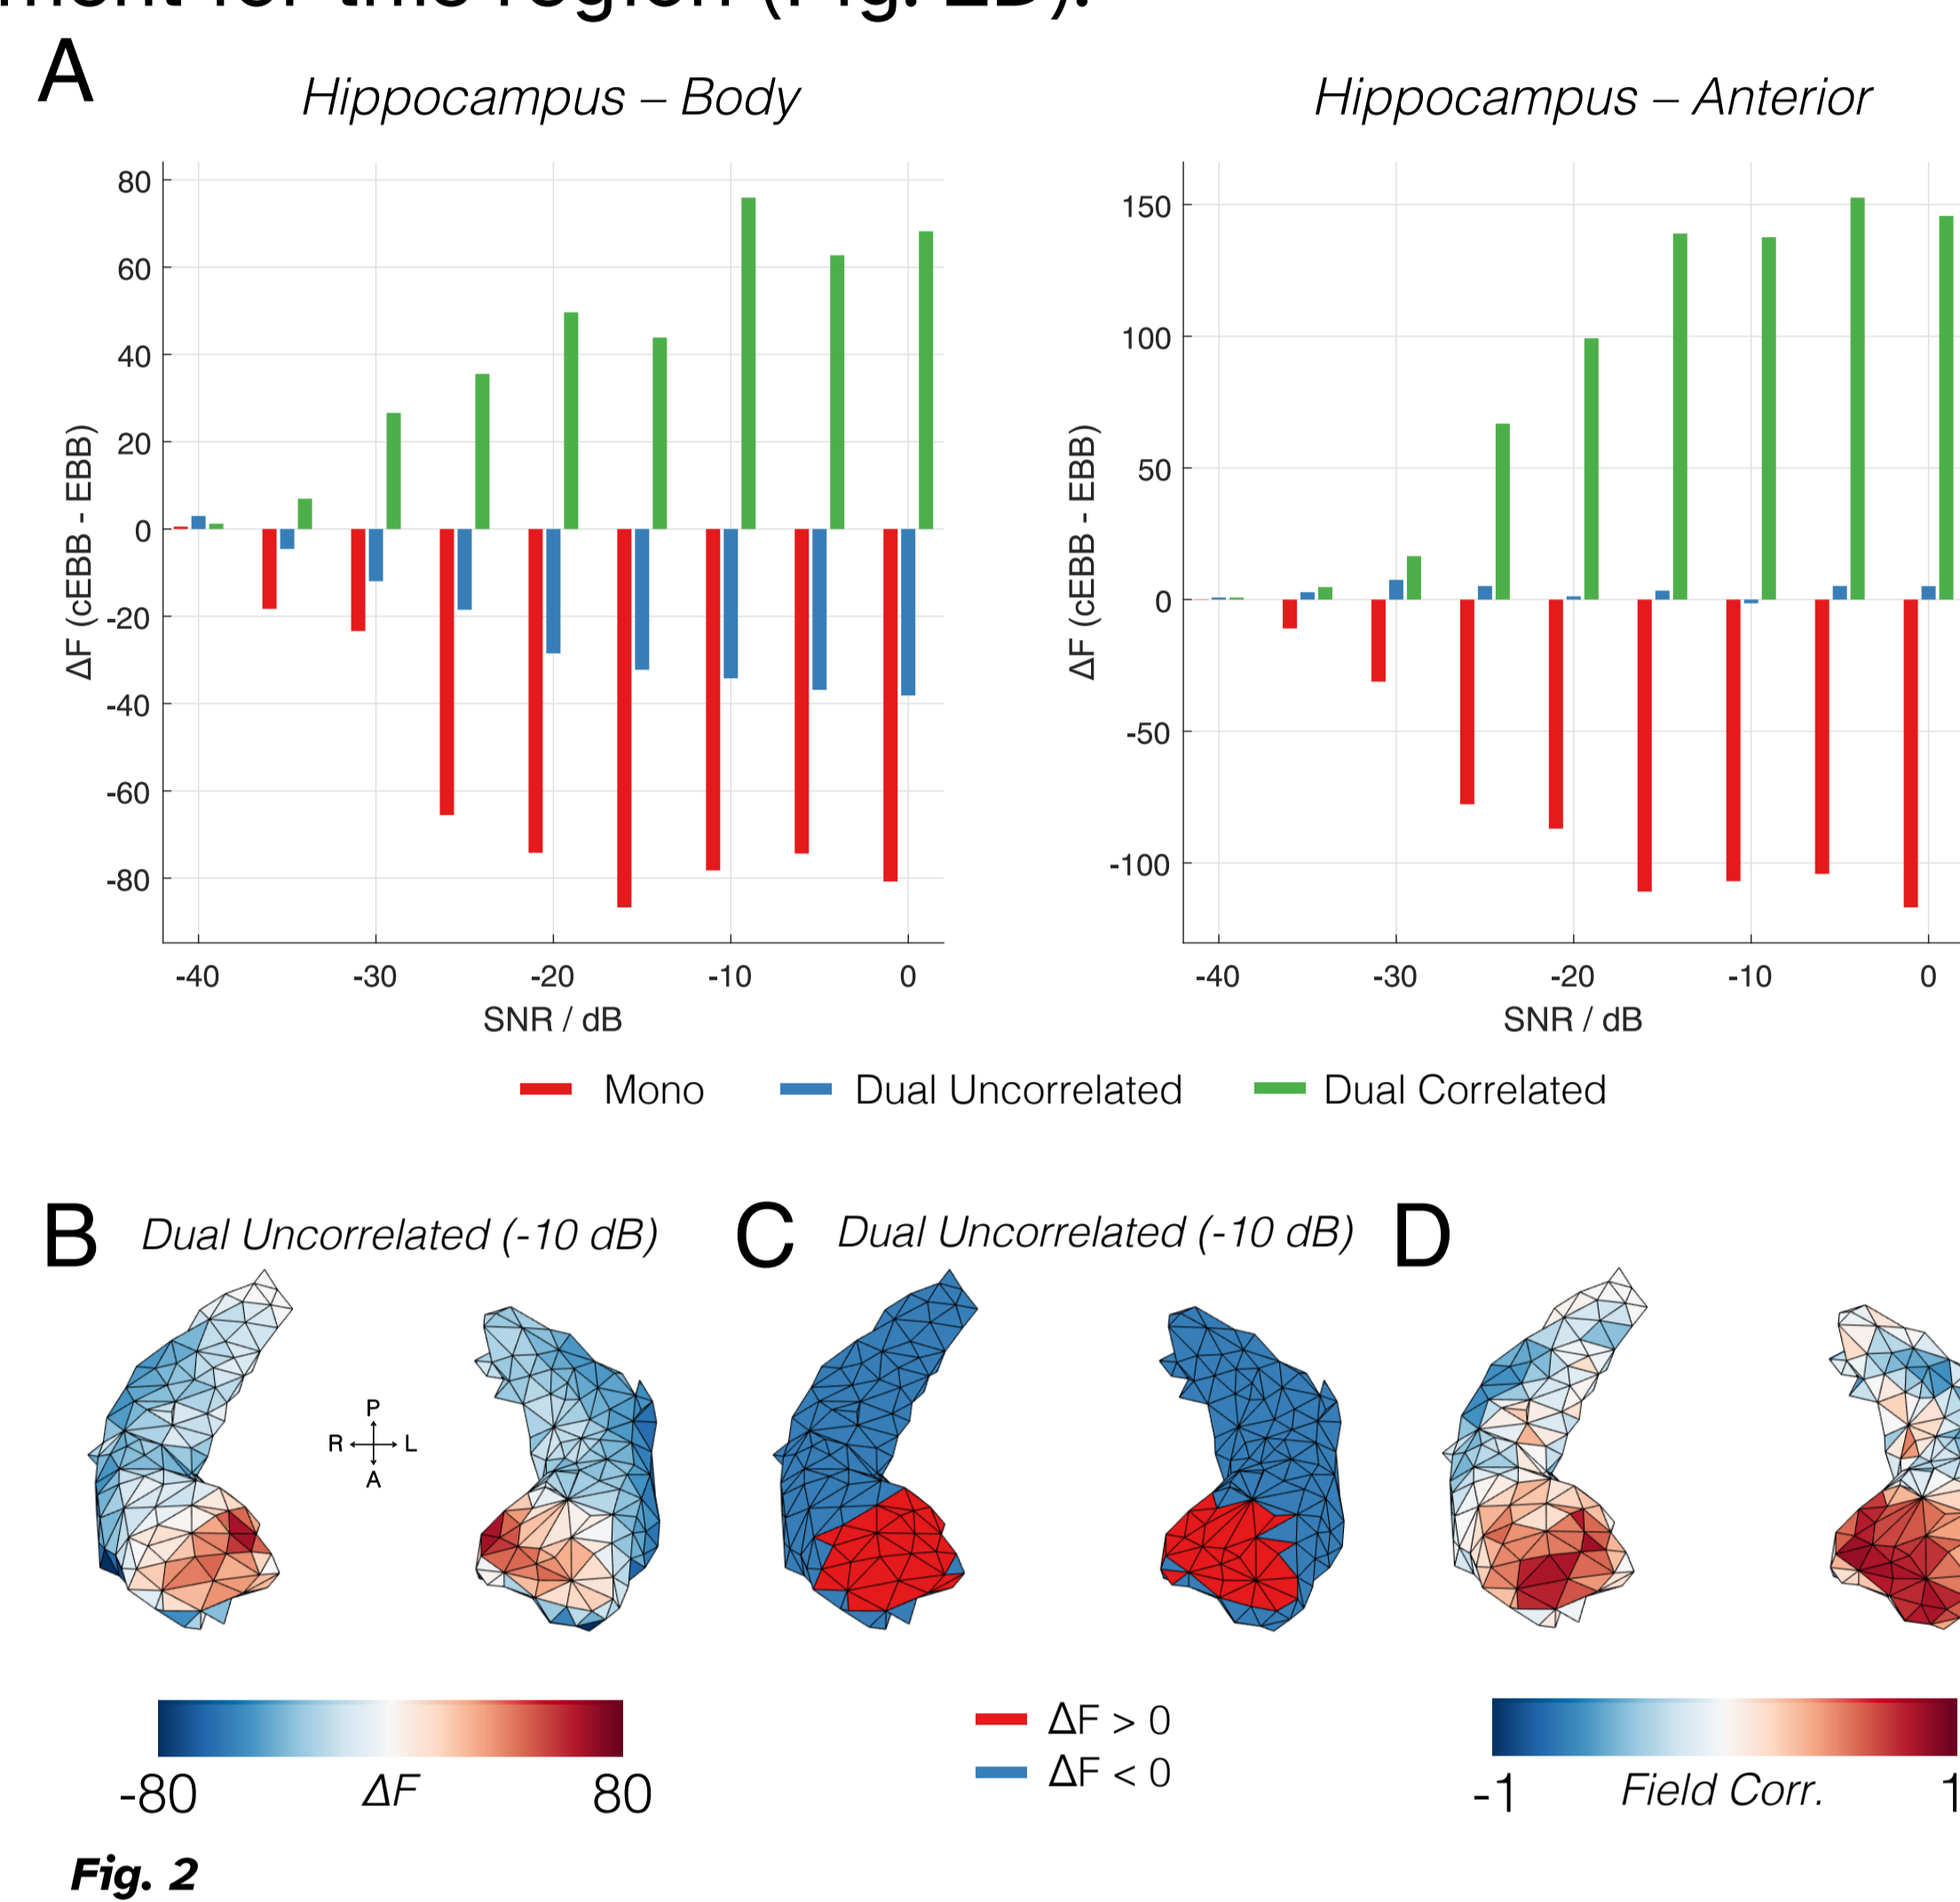 A
Hippocampus – Body
Hippocampus – Anterior
80
60
40
20
0
-20
-40
-60
-80
ΔF (cEBB - EBB)
-40 -30 -20 -10 0
SNR / dB
150
100
50
0
-50
-100
ΔF (cEBB - EBB)
-40 -30 -20 -10 0
SNR / dB
Mono Dual Uncorrelated Dual Correlated
B Dual Uncorrelated (-10 dB)
P
R L
A
-80 ΔF 80
C Dual Uncorrelated (-10 dB)
ΔF > 0
ΔF < 0
D
-1 Field Corr. 1
Fig. 2